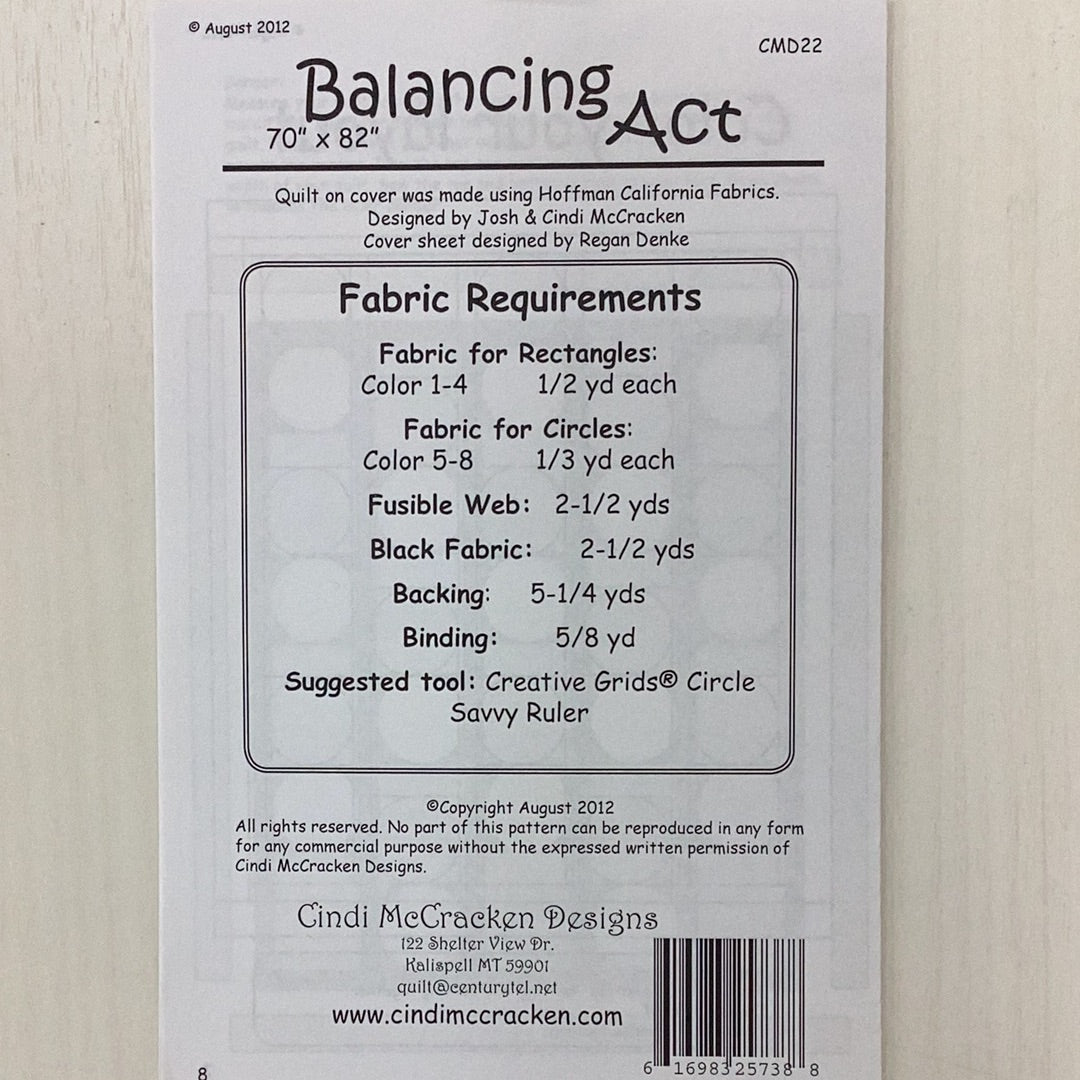 © August 2012
CMD22
Balancing Act
70" x 82"
Quilt on cover was made using Hoffman California Fabrics.
Designed by Josh & Cindi McCracken
Cover sheet designed by Regan Denke
Fabric Requirements
Fabric for Rectangles:
Color 1-4 1/2 yd each
Fabric for Circles:
Color 5-8 1/3 yd each
Fusible Web: 2-1/2 yds
Black Fabric: 2-1/2 yds
Backing: 5-1/4 yds
Binding: 5/8 yd
Suggested tool: Creative Grids® Circle
Savvy Ruler
©Copyright August 2012
All rights reserved. No part of this pattern can be reproduced in any form
for any commercial purpose without the expressed written permission of
Cindi McCracken Designs.
Cindi McCracken Designs
122 Shelter View Dr.
Kalispell MT 59901
quilt@centurytel.net
www.cindimccracken.com
6 16983 25738 8
8